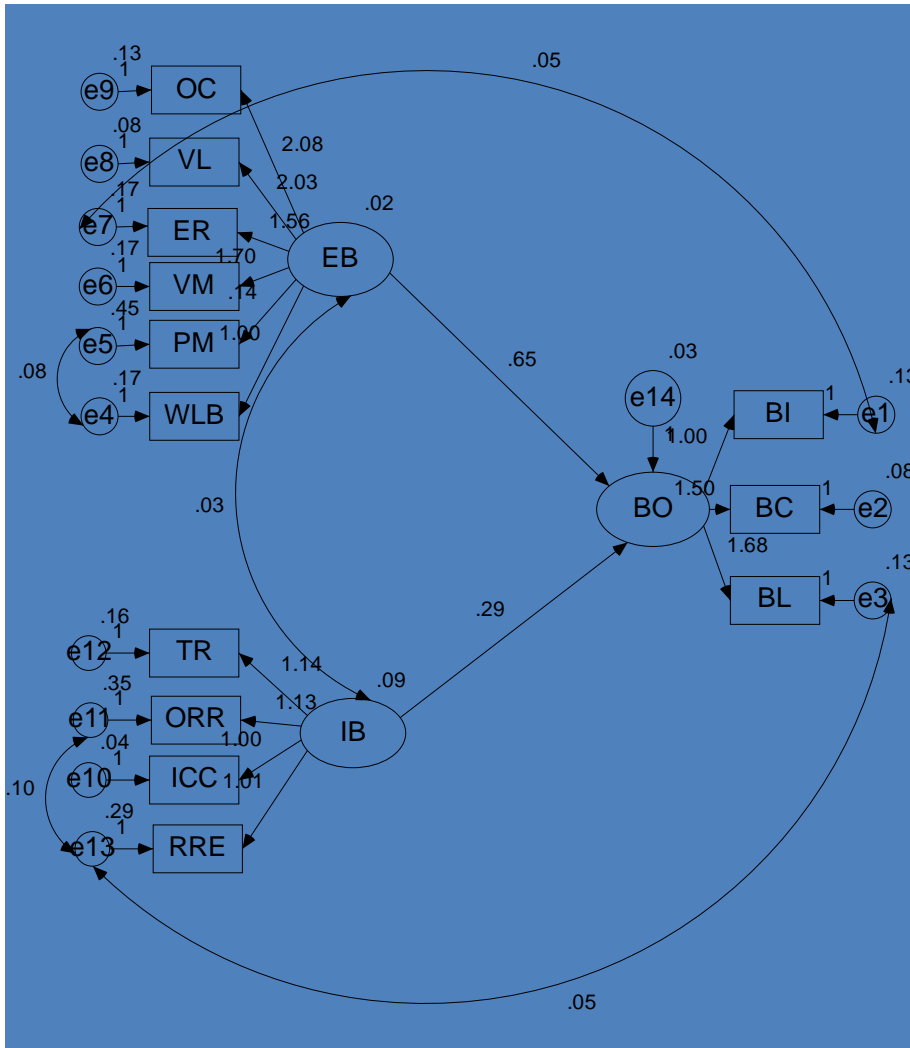 .13
1
e9
OC
.08
1
e8
VL
.17
1
e7
ER
.17
1
e6
VM
.45
1
e5
PM
.17
1
e4
WLB
.08
2.08
2.03
1.56
1.70
.14
1.00
.02
EB
.05
.65
.03
.03
e14
1
1.00
1.50
1.68
BO
BI
1
e1
.13
BC
1
e2
.08
BL
1
e3
.13
.29
.16
1
e12
TR
.35
1
e11
ORR
.04
1
e10
ICC
.29
1
e13
RRE
.10
1.14
1.13
1.00
1.01
.09
IB
.05